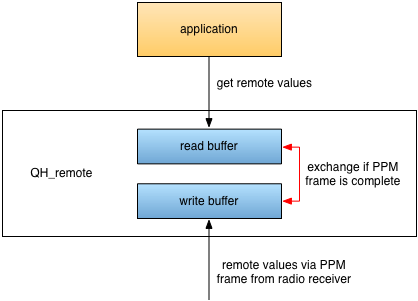 application
get remote values
read buffer
QH_remote
exchange if PPM
frame is complete
write buffer
remote values via PPM
frame from radio receiver